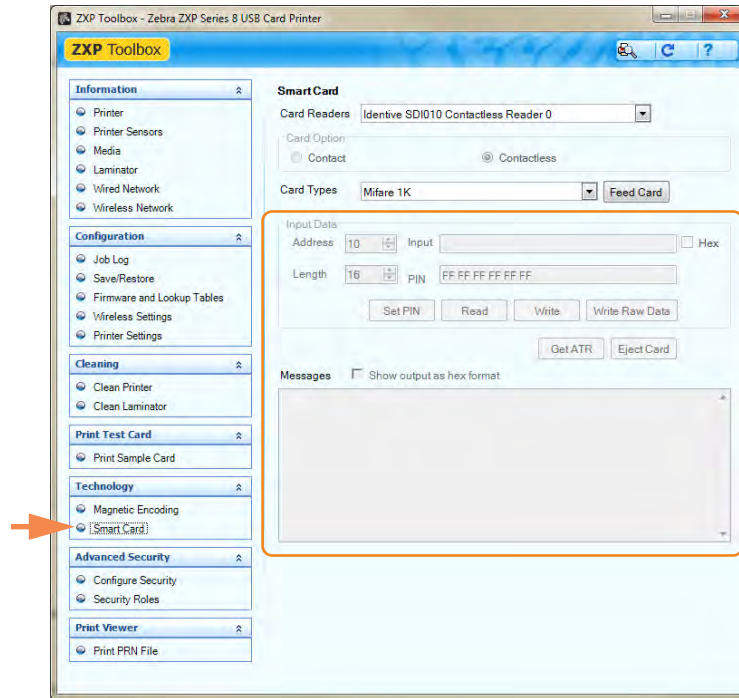 ZXP Toolbox - Zebra ZXP Series 8 USB Card Printer
ZXP Toolbox
?
Information
Printer
Printer Sensors
Media
Laminator
Wired Network
Wireless Network
Configuration
Job Log
Save/Restore
Firmware and Lookup Tables
Wireless Settings
Printer Settings
Cleaning
Clean Printer
Clean Laminator
Print Test Card
Print Sample Card
Technology
Magnetic Encoding
Smart Card
Advanced Security
Configure Security
Security Roles
Print Viewer
Print PRN File
Smart Card
Card Readers Identive SDI010 Contactless Reader 0
Card Option
Contact Contactless
Card Types Mifare 1K Feed Card
Input Data
Address 10 Input Hex
Length 16 PIN FF FF FF FF FF FF
Set PIN Read Write Write Raw Data
Get ATR Eject Card
Messages Show output as hex format